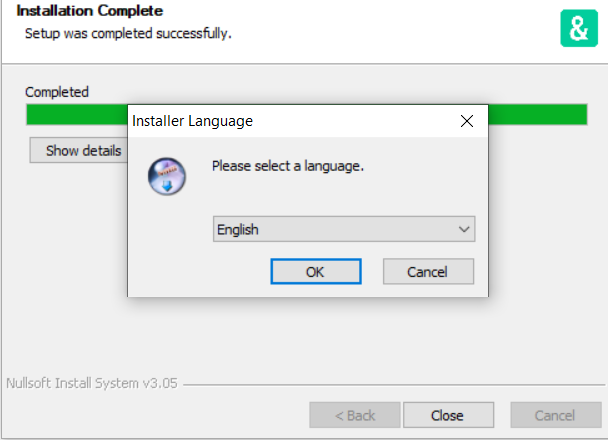 Installation Complete
Setup was completed successfully.
&
Completed
Show details
Installer Language
Please select a language.
English
OK
Cancel
Nullsoft Install System v3.05
< Back
Close
Cancel